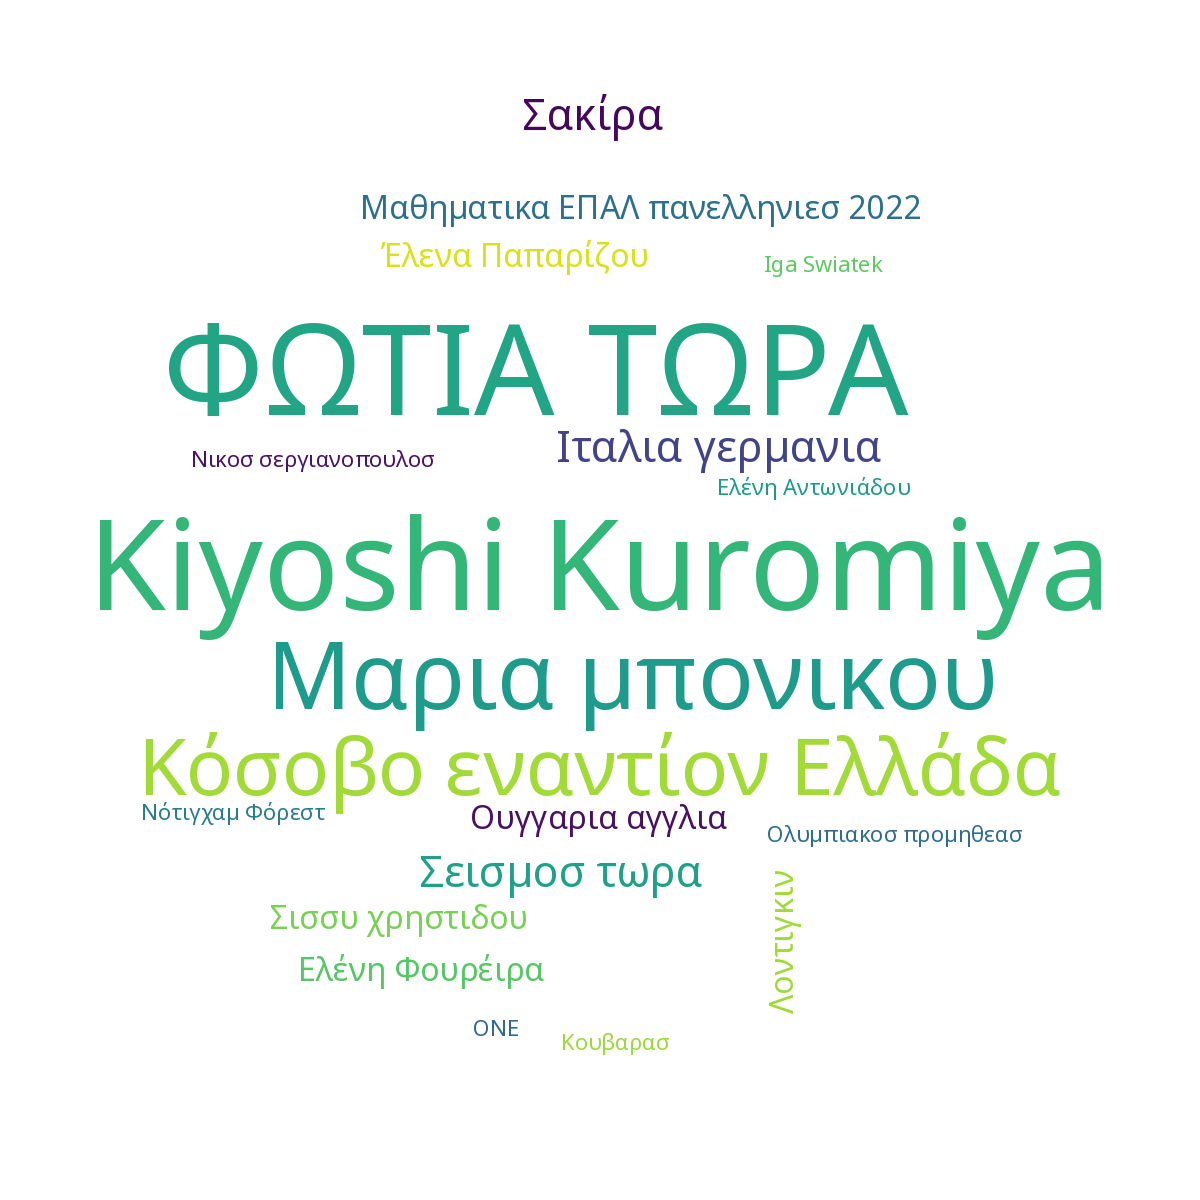 Σακίρα
Μαθηματικα ΕΠΑΛ πανελληνιεσ 2022
Έλενα Παπαρίζου
Iga Swiatek
ΦΩΤΙΑ ΤΩΡΑ
Ιταλια γερμανια
Νικοσ σεργιανοπουλοσ
Ελένη Αντωνιάδου
Kiyoshi Kuromiya
Μαρια μπονικου
Κόσοβο εναντίον Ελλάδα
Νότιγχαμ Φόρεστ
Ουγγαρια αγγλια
Ολυμπιακοσ προμηθεασ
Σεισμοσ τωρα
Λοντιγκιν
Σισσυ χρηστιδου
Ελένη Φουρέιρα
ONE
Κουβαρασ